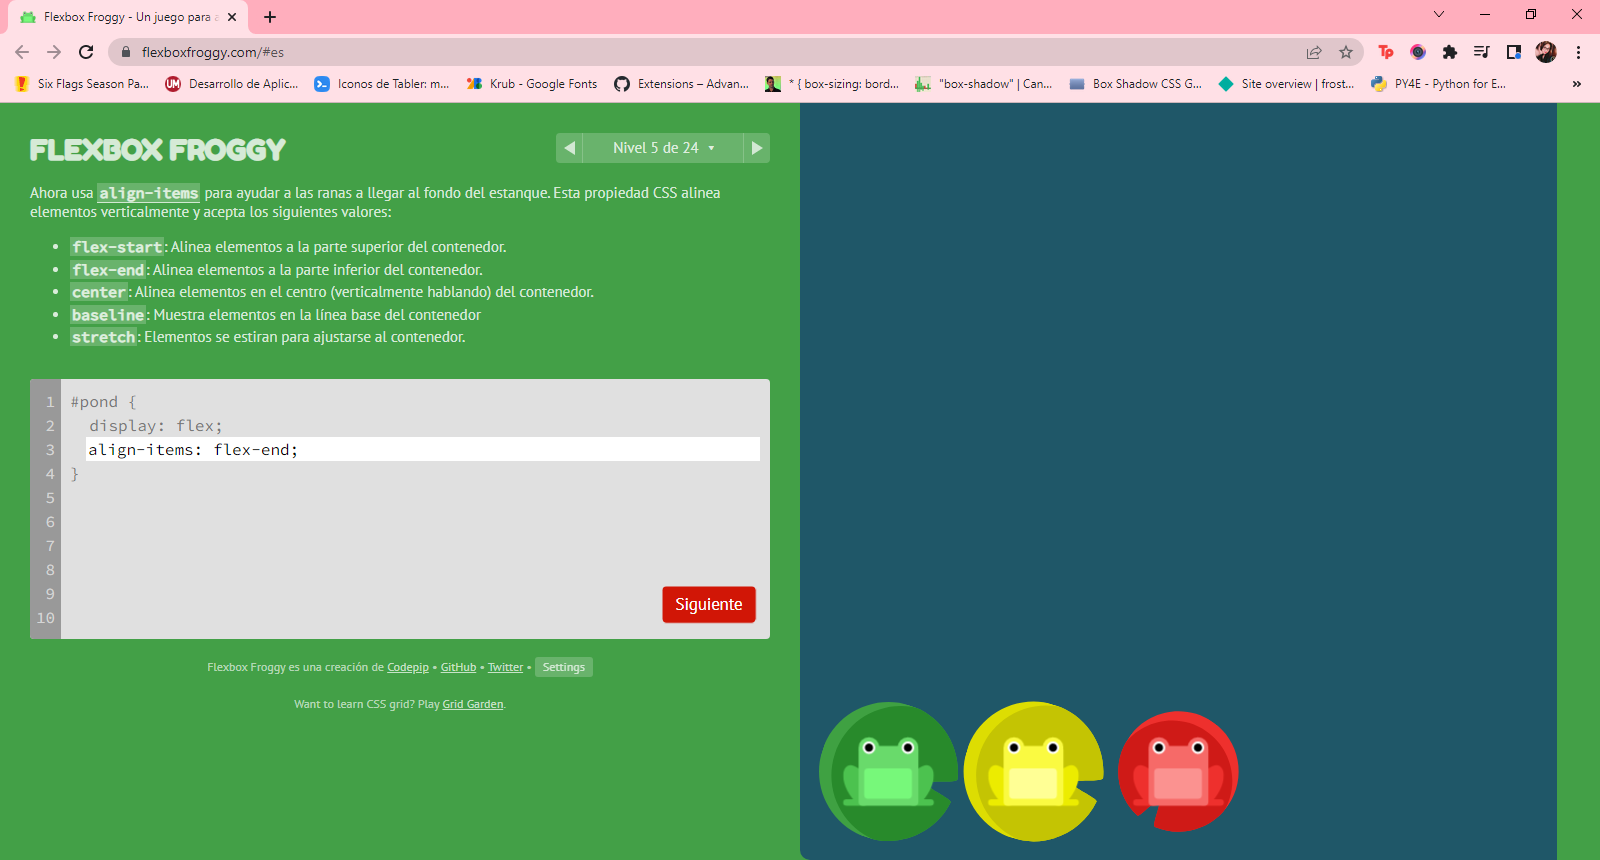 Flexbox Froggy - Un juego para a
flexboxfroggy.com/#es
Six Flags Season Pa...
Desarrollo de Aplic...
Iconos de Tabler: m...
Krub - Google Fonts
Extensions – Advan...
* { box-sizing: bord...
"box-shadow" | Can...
Box Shadow CSS G...
Site overview | frost...
PY4E - Python for E...
»
FLEXBOX FROGGY
Nivel 5 de 24
Ahora usa align-items para ayudar a las ranas a llegar al fondo del estanque. Esta propiedad CSS alinea
elementos verticalmente y acepta los siguientes valores:
• flex-start: Alinea elementos a la parte superior del contenedor.
• flex-end: Alinea elementos a la parte inferior del contenedor.
• center: Alinea elementos en el centro (verticalmente hablando) del contenedor.
• baseline: Muestra elementos en la línea base del contenedor
• stretch: Elementos se estiran para ajustarse al contenedor.
1 #pond {
2 display: flex;
3 align-items: flex-end;
4 }
5
6
7
8
9
10
Siguiente
Flexbox Froggy es una creación de Codepip • GitHub • Twitter • Settings
Want to learn CSS grid? Play Grid Garden.